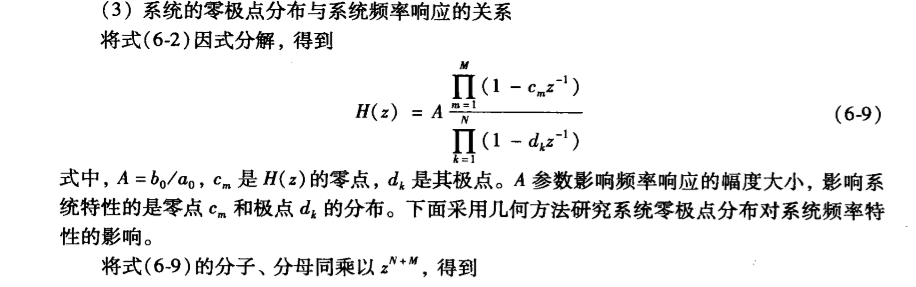 (3) 系统的零极点分布与系统频率响应的关系
将式(6-2)因式分解,得到
H(z) = A \frac{\prod_{m=1}^{M} (1 - c_m z^{-1})}{\prod_{k=1}^{N} (1 - d_k z^{-1})} (6-9)
式中,A = b_0/a_0,c_m 是 H(z)的零点,d_k 是其极点。A 参数影响频率响应的幅度大小,影响系
统特性的是零点 c_m 和极点 d_k 的分布。下面采用几何方法研究系统零极点分布对系统频率特
性的影响。
将式(6-9)的分子、分母同乘以 z^{N+M},得到